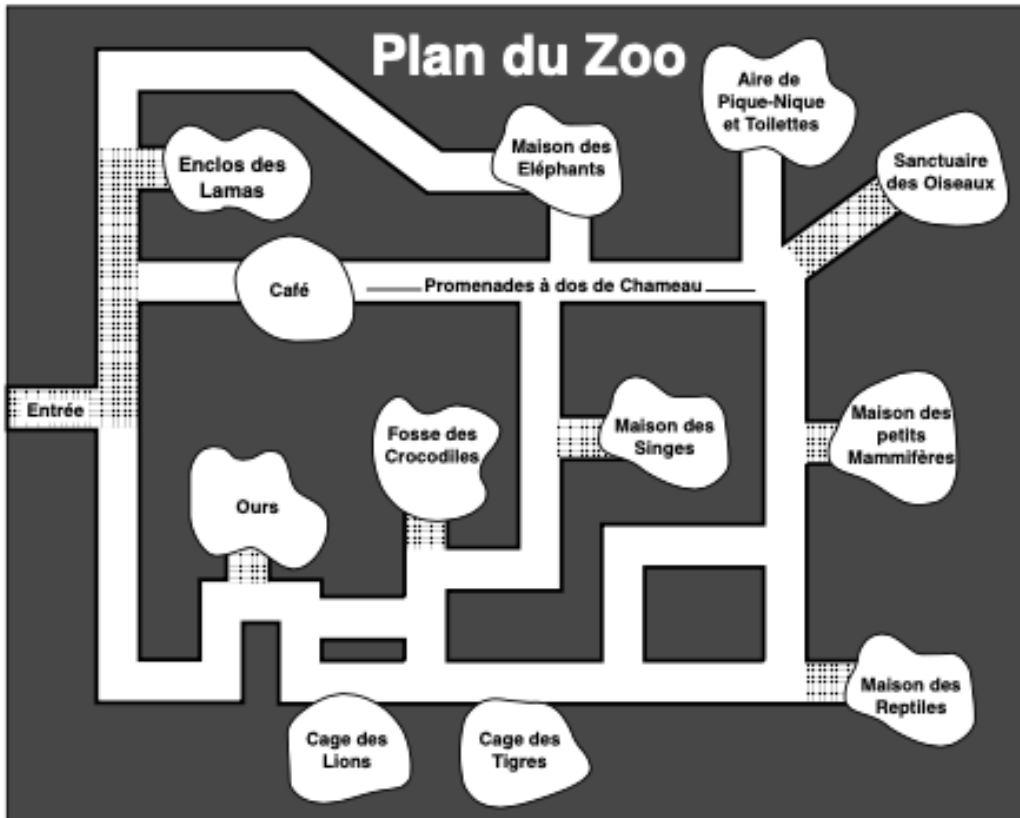 Plan du Zoo
Aire de
Pique-Nique
et Toilettes
Maison des
Eléphants
Sanctuaire
des Oiseaux
Enclos des
Lamas
Café
Promenades à dos de Chameau
Entrée
Fosse des
Crocodiles
Maison des
Singes
Maison des
petits
Mammifères
Ours
Maison des
Reptiles
Cage des
Lions
Cage des
Tigres